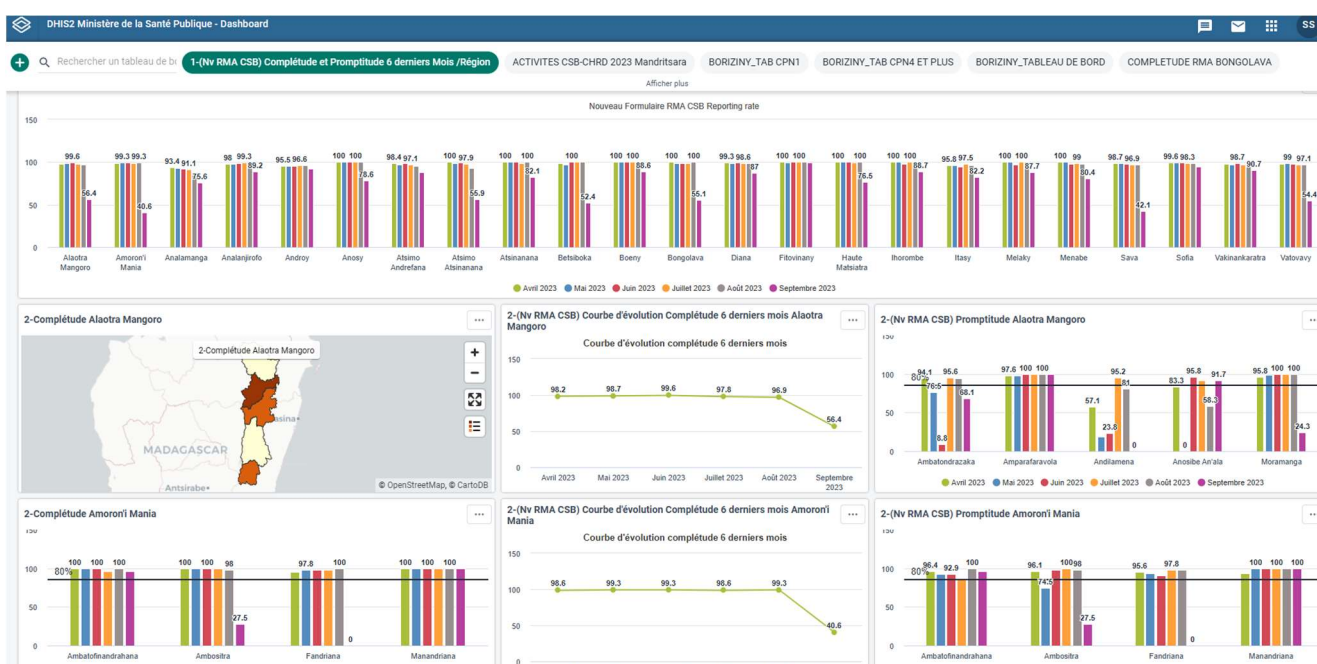 DHIS2 Ministère de la Santé Publique - Dashboard
SS
Rechercher un tableau de b
1-(Nv RMA CSB) Complétude et Promptitude 6 derniers Mois /Région
ACTIVITES CSB-CHRD 2023 Mandritsara
BORIZINY_TAB CPN1
BORIZINY_TAB CPN4 ET PLUS
BORIZINY_TABLEAU DE BORD
COMPLETUDE RMA BONGOLAVA
Afficher plus
Nouveau Formulaire RMA CSB Reporting rate
150
100
50
0
99.6 56.4
99.3 99.3 40.6
93.4 91.1 75.6
98 99.3 89.2
95.5 96.6
100 100 78.6
98.4 97.1
100 97.9 55.9
100 100 82.1
100 100 52.4
100 100 88.6
100 100 55.1
99.3 98.6 87
100 100
100 100 76.5
100 100 88.7
95.8 97.5 82.2
100 100 87.7
100 99 80.4
98.7 96.9 42.1
99.6 98.3
98.7 90.7
99 97.1 54.4
Alaotra Mangoro
Amoron'i Mania
Analamanga
Analanjirofo
Androy
Anosy
Atsimo Andrefana
Atsimo Atsinanana
Atsinanana
Betsiboka
Boeny
Bongolava
Diana
Fitovinany
Haute Matsiatra
Ihorombe
Itasy
Melaky
Menabe
Sava
Sofia
Vakinankaratra
Vatovavy
Avril 2023 Mai 2023 Juin 2023 Juillet 2023 Août 2023 Septembre 2023
2-Complétude Alaotra Mangoro
...
2-Complétude Alaotra Mangoro
+
−
asina
MADAGASCAR
Antsirabe
© OpenStreetMap, © CartoDB
2-(Nv RMA CSB) Courbe d'évolution Complétude 6 derniers mois Alaotra
Mangoro
...
Courbe d'évolution complétude 6 derniers mois
150
100
50
0
98.2 98.7 99.6 97.8 96.9 56.4
Avril 2023 Mai 2023 Juin 2023 Juillet 2023 Août 2023 Septembre
2023
2-(Nv RMA CSB) Promptitude Alaotra Mangoro
...
150
100
50
0
80%
94.1 76.5 8.8 95.6 68.1
97.6 100 100
57.1 23.8 95.2 81 0
83.3 0 95.8 58.3 91.7
95.8 100 100 24.3
Ambatondrazaka Amparafaravola Andilamena Anosibe An'ala Moramanga
Avril 2023 Mai 2023 Juin 2023 Juillet 2023 Août 2023 Septembre 2023
2-Complétude Amoron'i Mania
...
150
100
50
0
80%
100 100 100
100 100 98 27.5
97.8 100 0
100 100 100
Ambatofinandrahana Ambositra Fandriana Manandriana
2-(Nv RMA CSB) Courbe d'évolution Complétude 6 derniers mois Amoron'i
Mania
...
Courbe d'évolution complétude 6 derniers mois
150
100
50
0
98.6 99.3 99.3 98.6 99.3 40.6
2-(Nv RMA CSB) Promptitude Amoron'i Mania
...
150
100
50
0
80%
96.4 92.9 100
96.1 74.5 100 98 27.5
95.6 97.8 0
100 100 100
Ambatofinandrahana Ambositra Fandriana Manandriana